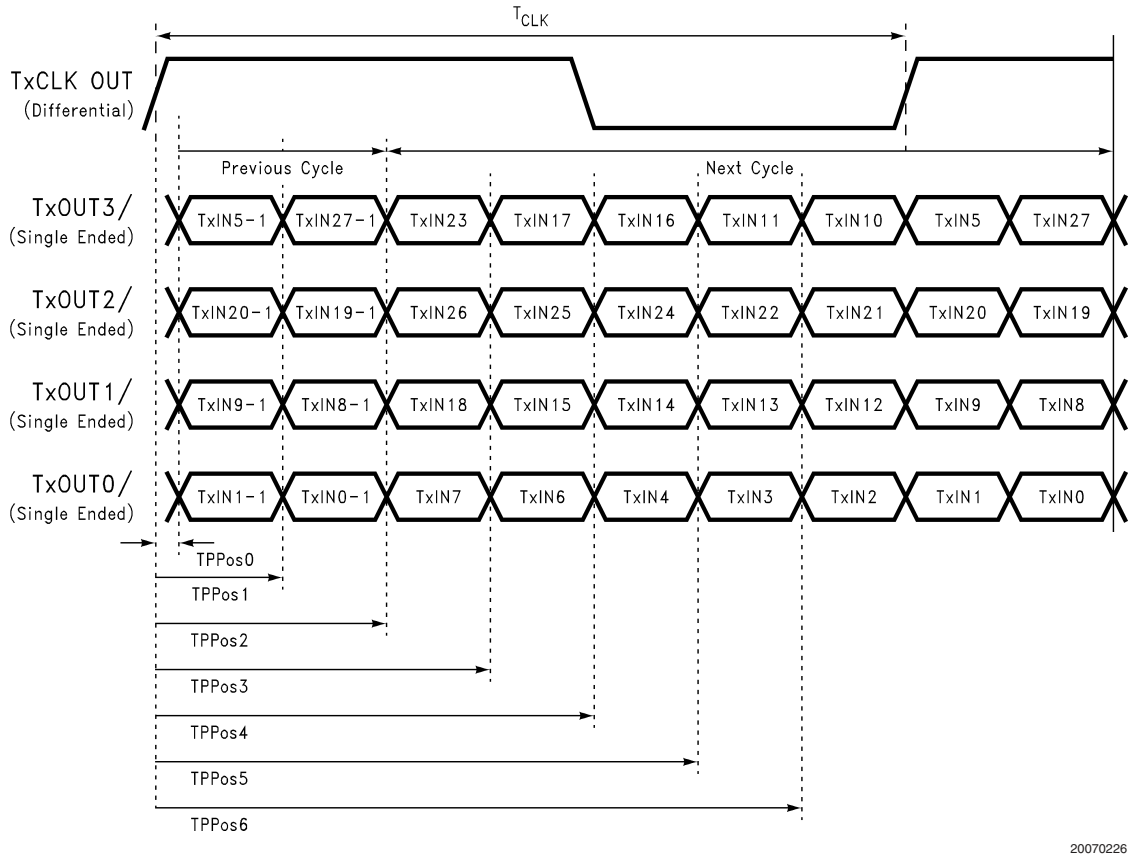 TCLK
TxCLK OUT
(Differential)
Previous Cycle
Next Cycle
TxOUT3/
(Single Ended)
TxIN5-1 TxIN27-1 TxIN23 TxIN17 TxIN16 TxIN11 TxIN10 TxIN5 TxIN27
TxOUT2/
(Single Ended)
TxIN20-1 TxIN19-1 TxIN26 TxIN25 TxIN24 TxIN22 TxIN21 TxIN20 TxIN19
TxOUT1/
(Single Ended)
TxIN9-1 TxIN8-1 TxIN18 TxIN15 TxIN14 TxIN13 TxIN12 TxIN9 TxIN8
TxOUT0/
(Single Ended)
TxIN1-1 TxIN0-1 TxIN7 TxIN6 TxIN4 TxIN3 TxIN2 TxIN1 TxIN0
TPPos0
TPPos1
TPPos2
TPPos3
TPPos4
TPPos5
TPPos6
20070226